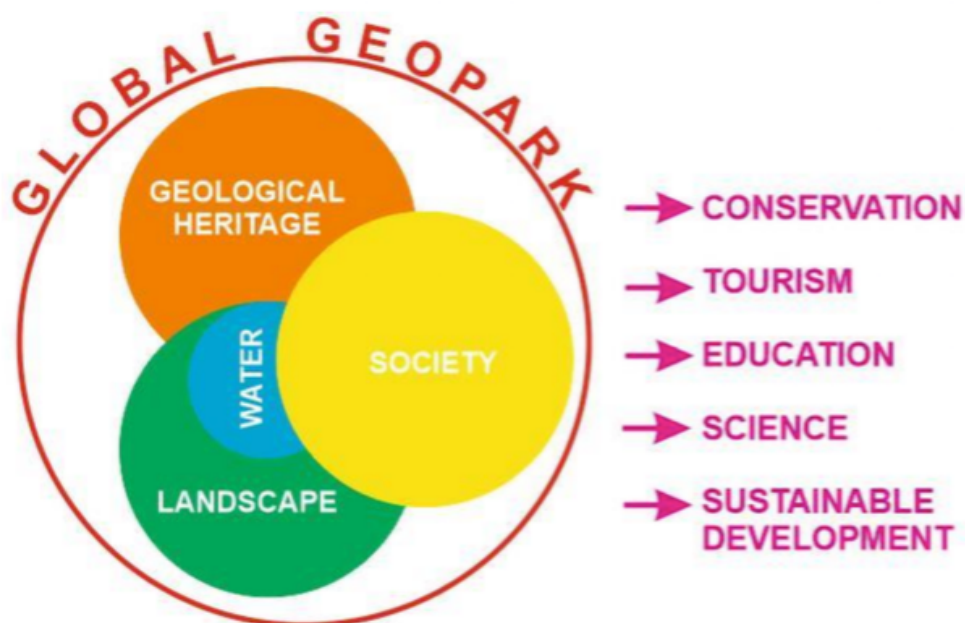 GLOBAL GEOPARK
GEOLOGICAL
HERITAGE
WATER
SOCIETY
LANDSCAPE
CONSERVATION
TOURISM
EDUCATION
SCIENCE
SUSTAINABLE
DEVELOPMENT